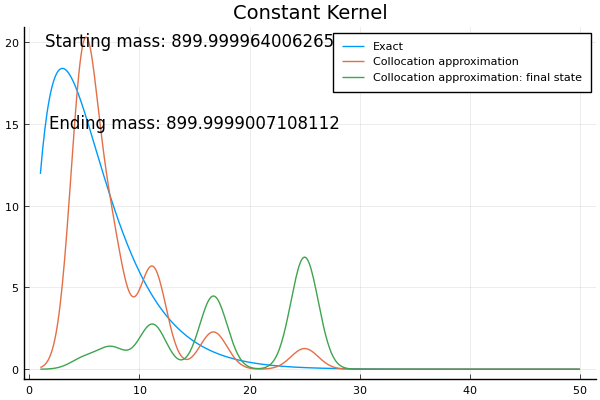 Constant Kernel
Starting mass: 899.999964006265
Exact
Collocation approximation
Collocation approximation: final state
Ending mass: 899.9999007108112
20
15
10
5
0
0 10 20 30 40 50